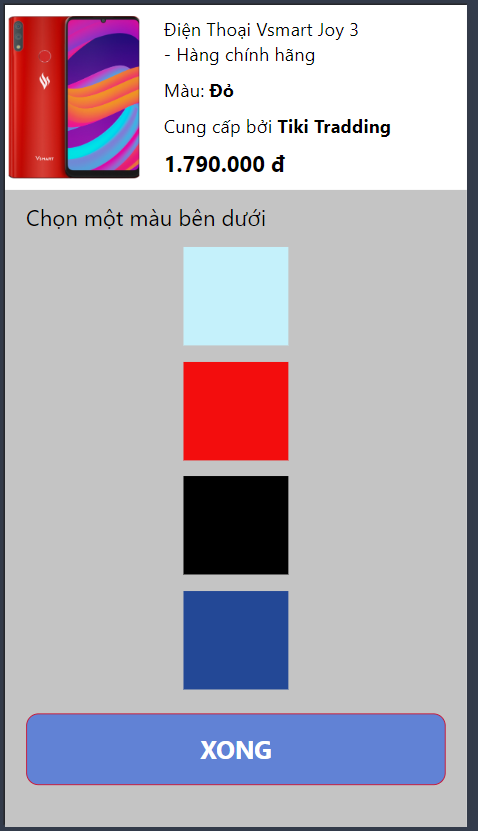 Điện Thoại Vsmart Joy 3
- Hàng chính hãng
Màu: Đỏ
Cung cấp bởi Tiki Tradding
1.790.000 đ
VSMART
Chọn một màu bên dưới
XONG